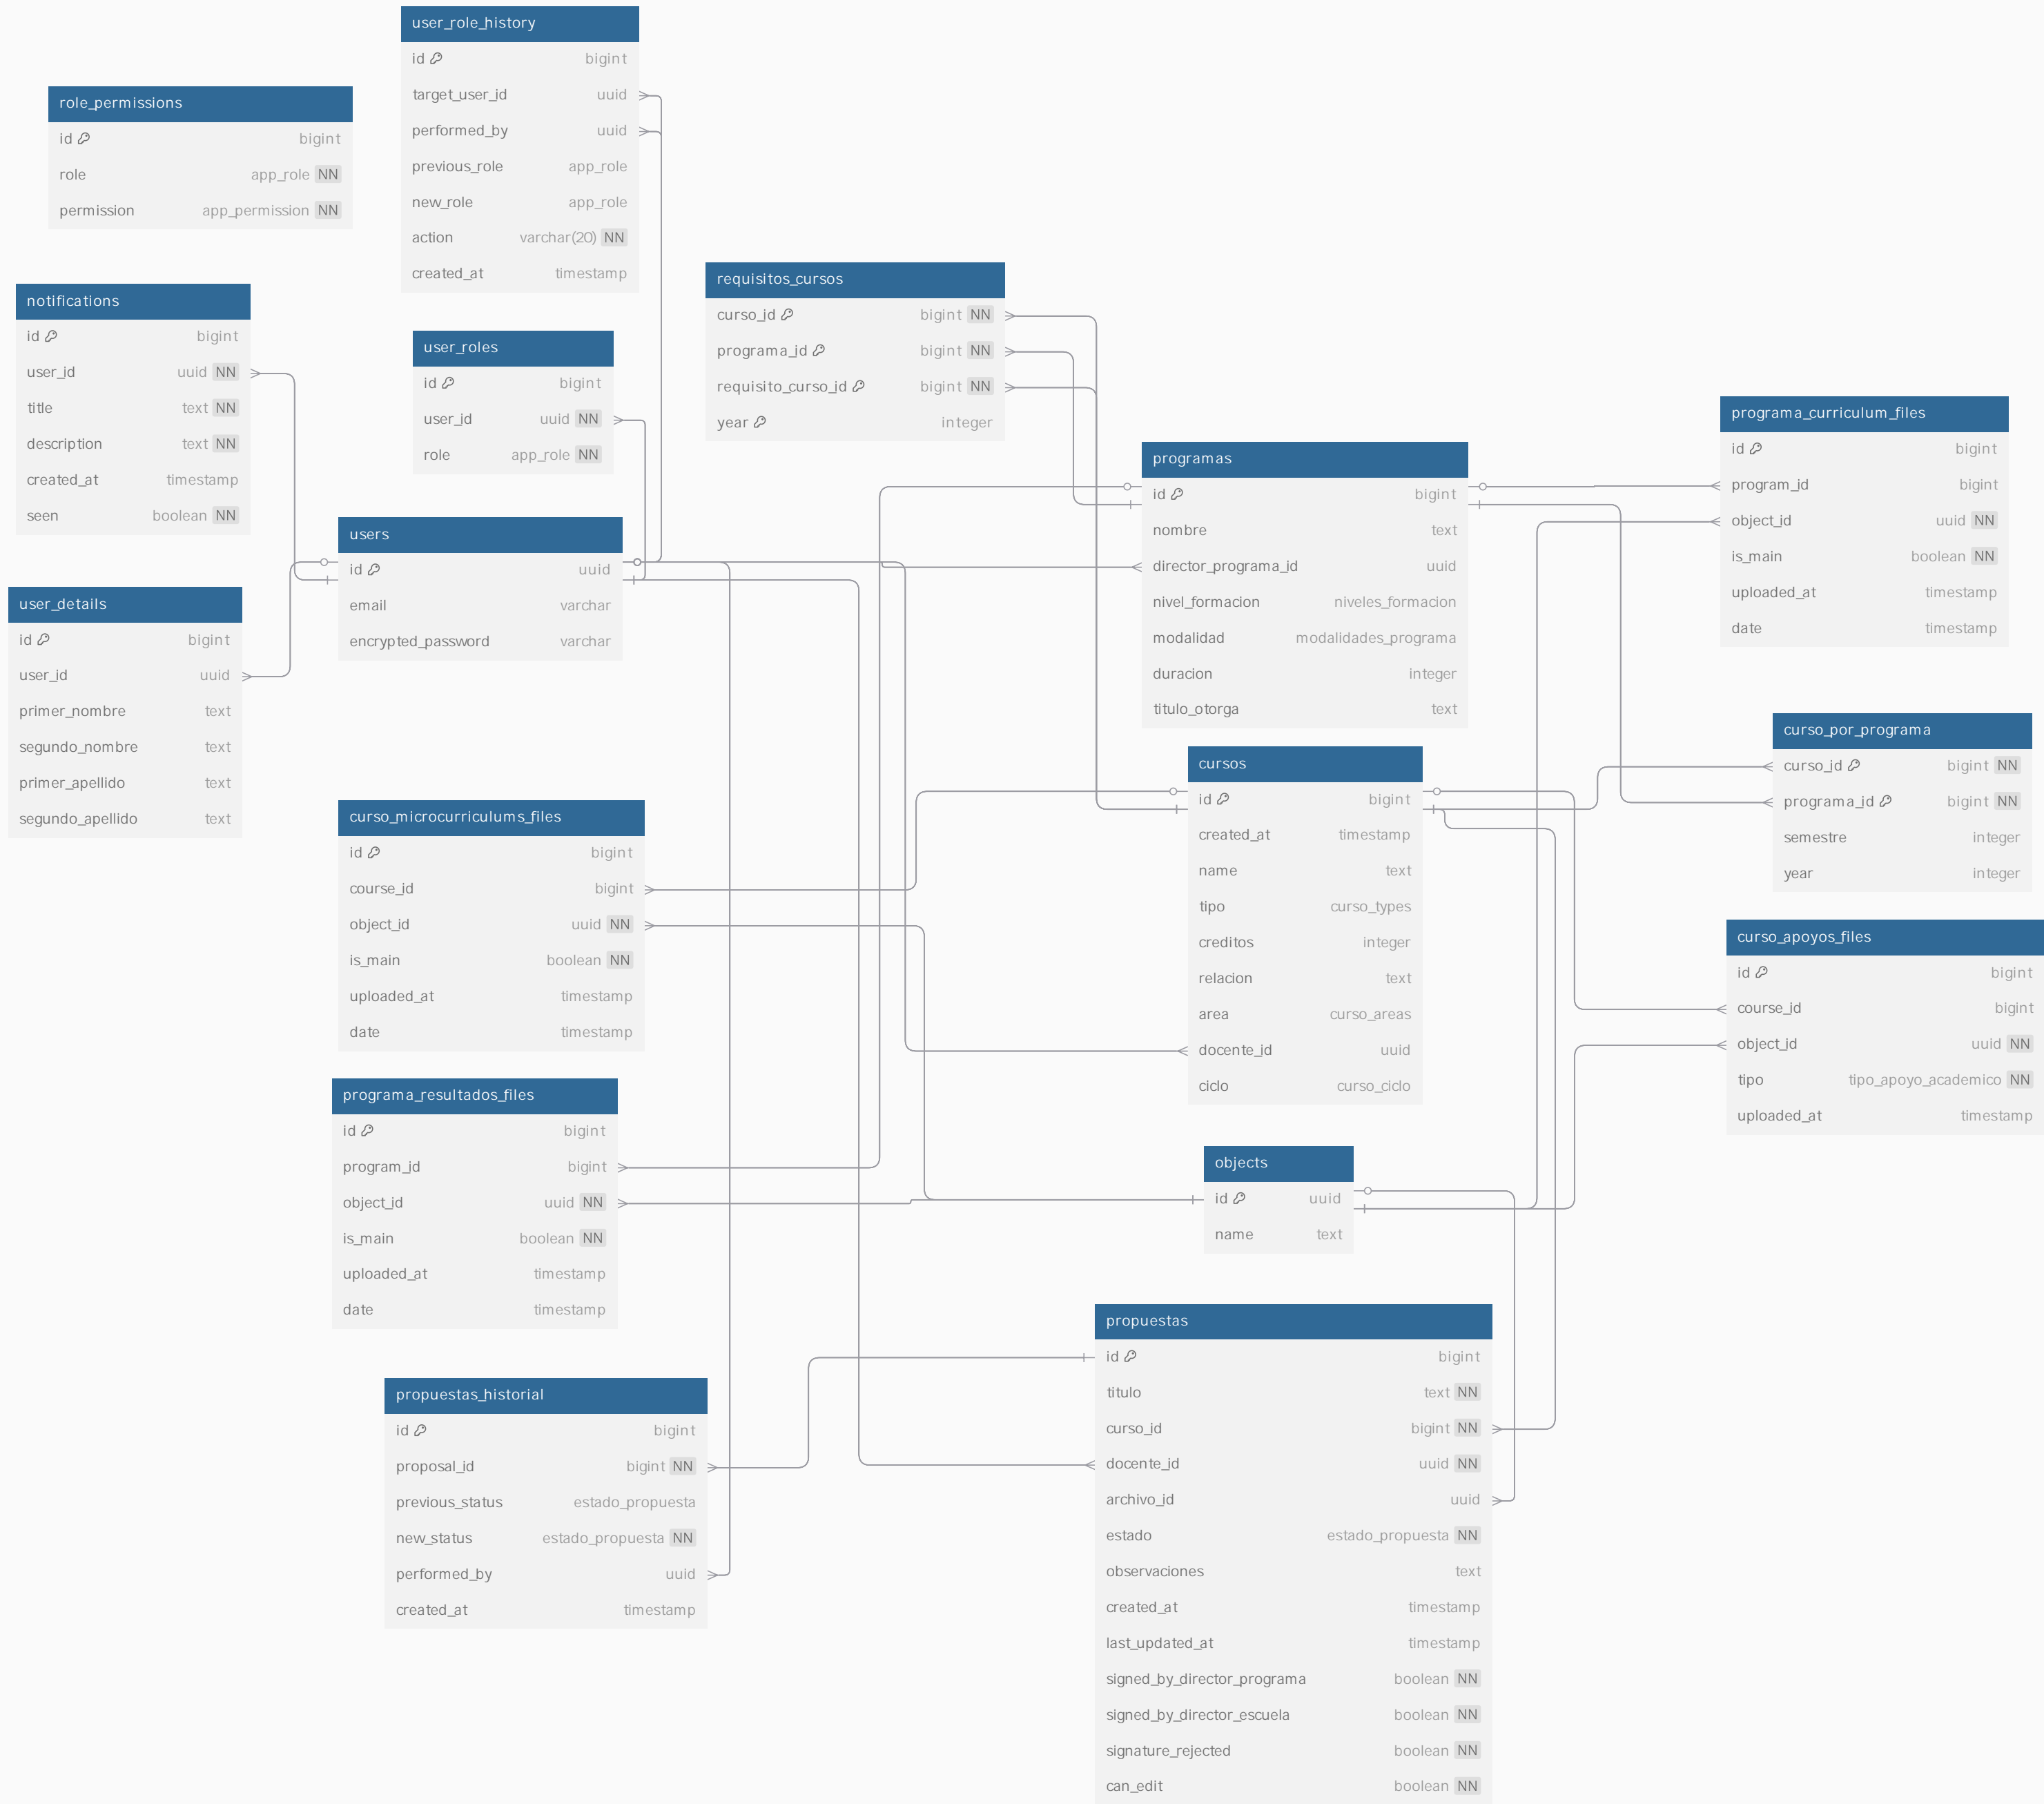 user_role_history
id bigint
target_user_id uuid
performed_by uuid
previous_role app_role
new_role app_role
action varchar(20) NN
created_at timestamp
role_permissions
id bigint
role app_role NN
permission app_permission NN
requisitos_cursos
curso_id bigint NN
programa_id bigint NN
requisito_curso_id bigint NN
year integer
notifications
id bigint
user_id uuid NN
title text NN
description text NN
created_at timestamp
seen boolean NN
user_roles
id bigint
user_id uuid NN
role app_role NN
programa_curriculum_files
id bigint
program_id bigint
object_id uuid NN
is_main boolean NN
uploaded_at timestamp
date timestamp
programas
id bigint
nombre text
director_programa_id uuid
nivel_formacion niveles_formacion
modalidad modalidades_programa
duracion integer
titulo_otorga text
users
id uuid
email varchar
encrypted_password varchar
user_details
id bigint
user_id uuid
primer_nombre text
segundo_nombre text
primer_apellido text
segundo_apellido text
curso_por_programa
curso_id bigint NN
programa_id bigint NN
semestre integer
year integer
cursos
id bigint
created_at timestamp
name text
tipo curso_types
creditos integer
relacion text
area curso_areas
docente_id uuid
ciclo curso_ciclo
curso_microcurriculums_files
id bigint
course_id bigint
object_id uuid NN
is_main boolean NN
uploaded_at timestamp
date timestamp
curso_apoyos_files
id bigint
course_id bigint
object_id uuid NN
tipo tipo_apoyo_academico NN
uploaded_at timestamp
programa_resultados_files
id bigint
program_id bigint
object_id uuid NN
is_main boolean NN
uploaded_at timestamp
date timestamp
objects
id uuid
name text
propuestas
id bigint
titulo text NN
curso_id bigint NN
docente_id uuid NN
archivo_id uuid
estado estado_propuesta NN
observaciones text
created_at timestamp
last_updated_at timestamp
signed_by_director_programa boolean NN
signed_by_director_escuela boolean NN
signature_rejected boolean NN
can_edit boolean NN
propuestas_historial
id bigint
proposal_id bigint NN
previous_status estado_propuesta
new_status estado_propuesta NN
performed_by uuid
created_at timestamp